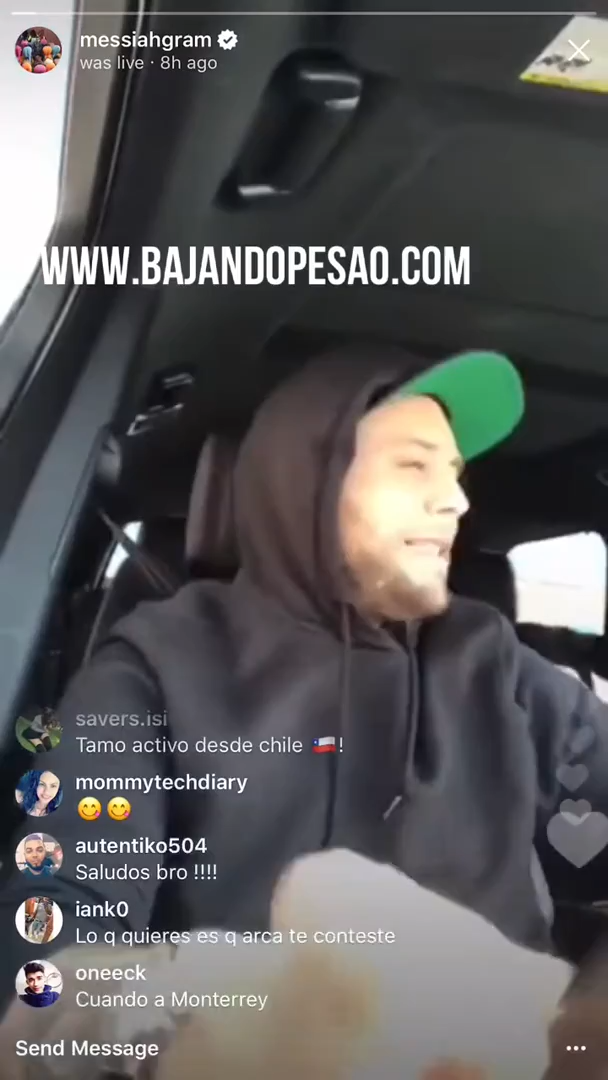 messiahgram
was live · 8h ago
WWW.BAJANDOPESAO.COM
savers.isi
Tamo activo desde chile 🇨🇱!
mommytechdiary
😋😋
autentiko504
Saludos bro !!!!
iank0
Lo q quieres es q arca te conteste
oneeck
Cuando a Monterrey
Send Message